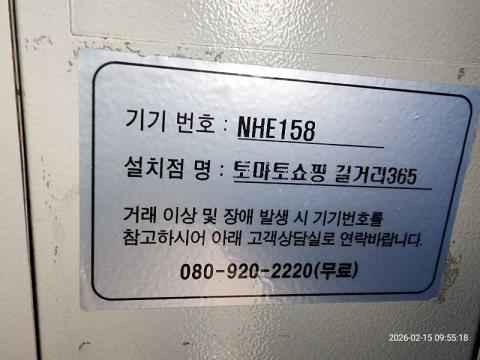 기기 번호 : NHE158
설치점 명 : 토마토쇼핑 길거리365
거래 이상 및 장애 발생 시 기기번호를
참고하시어 아래 고객상담실로 연락바랍니다.
080-920-2220(무료)
2026-02-15 09:55:18